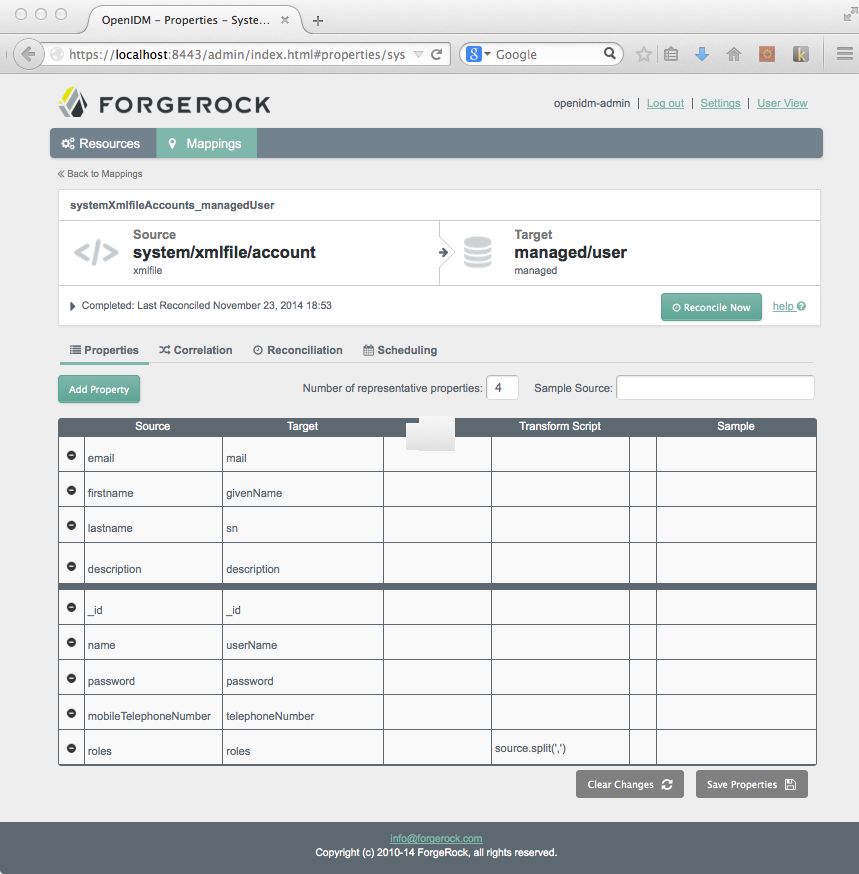 OpenIDM – Properties – Syste...
https://localhost:8443/admin/index.html#properties/sys
Google
FORGEROCK
openidm-admin | Log out | Settings | User View
Resources Mappings
« Back to Mappings
systemXmlfileAccounts_managedUser
Source
system/xmlfile/account
xmlfile
Target
managed/user
managed
Completed: Last Reconciled November 23, 2014 18:53
Reconcile Now
help
Properties Correlation Reconciliation Scheduling
Add Property
Number of representative properties: 4 Sample Source:
Source Target Transform Script Sample
email mail
firstname givenName
lastname sn
description description
_id _id
name userName
password password
mobileTelephoneNumber telephoneNumber
roles roles source.split(',')
Clear Changes Save Properties
info@forgerock.com
Copyright (c) 2010-14 ForgeRock, all rights reserved.